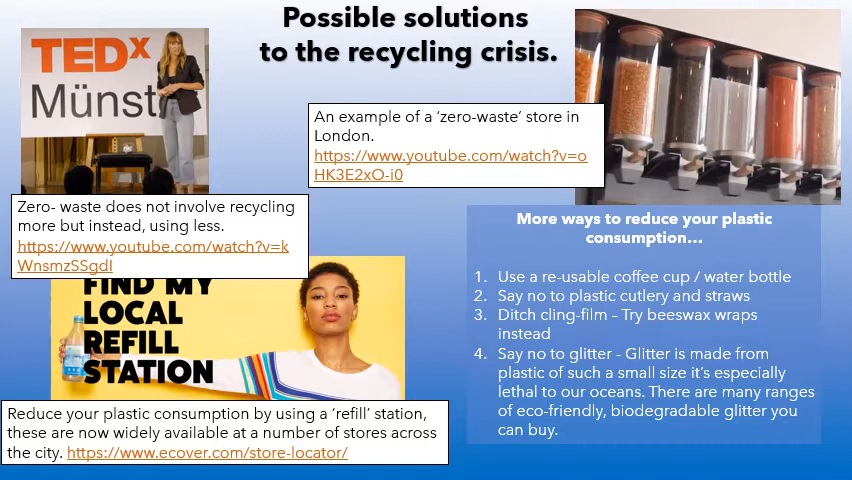 Possible solutions
to the recycling crisis.
TEDx
Münst
An example of a ‘zero-waste’ store in
London.
https://www.youtube.com/watch?v=o
HK3E2xO-i0
Zero- waste does not involve recycling
more but instead, using less.
https://www.youtube.com/watch?v=k
WnsmzSSgdI
FIND MY
LOCAL
REFILL
STATION
Reduce your plastic consumption by using a ‘refill’ station,
these are now widely available at a number of stores across
the city. https://www.ecover.com/store-locator/
More ways to reduce your plastic
consumption…
1. Use a re-usable coffee cup / water bottle
2. Say no to plastic cutlery and straws
3. Ditch cling-film – Try beeswax wraps
instead
4. Say no to glitter - Glitter is made from
plastic of such a small size it’s especially
lethal to our oceans. There are many ranges
of eco-friendly, biodegradable glitter you
can buy.